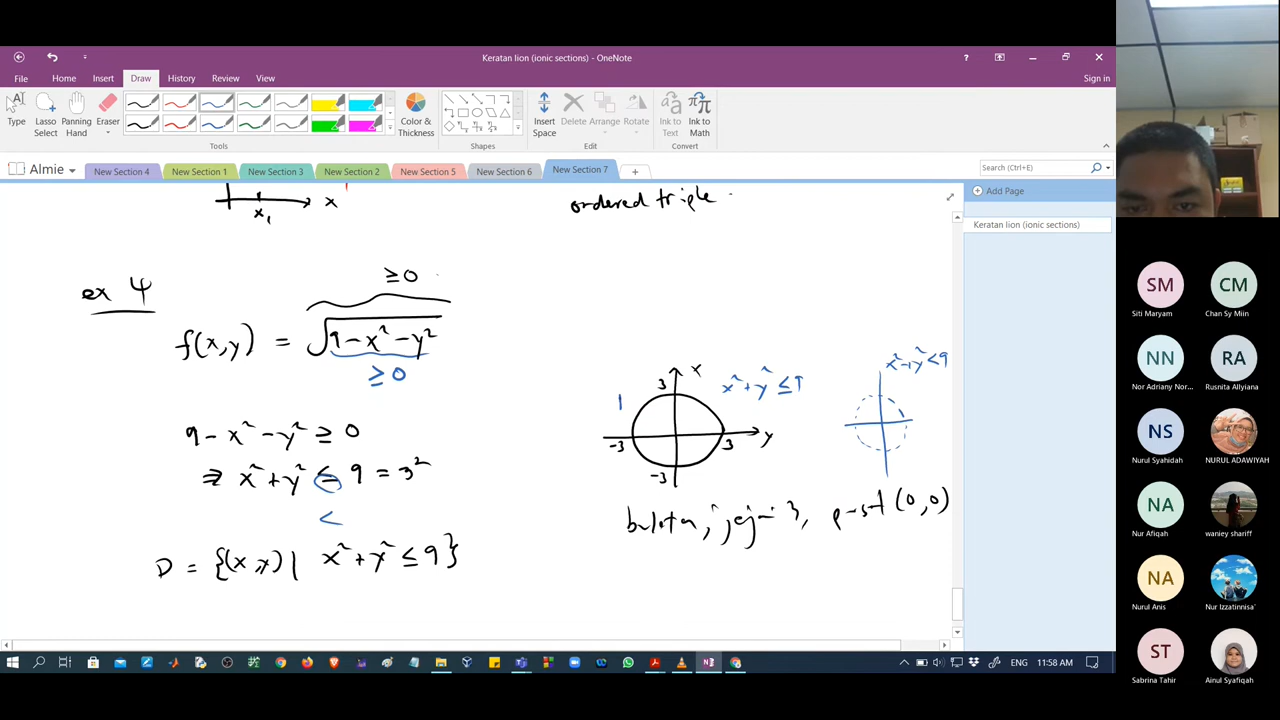 Keratan lion (ionic sections) - OneNote
File Home Insert Draw History Review View
Sign in
Type
Lasso Select
Panning Hand
Eraser
Tools
Color & Thickness
Shapes
Insert Space
Delete
Arrange
Rotate
Edit
Ink to Text
Ink to Math
Convert
Almie
New Section 4
New Section 1
New Section 3
New Section 2
New Section 5
New Section 6
New Section 7
Search (Ctrl+E)
Add Page
Keratan lion (ionic sections)
x₁ x
ordered triple
ex 4
≥ 0
f(x,y) = √9-x²-y²
≥ 0
9-x²-y² ≥ 0
⇒ x²+y² ≤ 9 = 3²
<
D = {(x,y) | x²+y² ≤ 9}
3 x
x²+y² ≤ 9
x²+y² < 9
-3 3 y
-3
bulatan, jejari 3, pusat (0,0)
SM
Siti Maryam
CM
Chan Sy Miin
NN
Nor Adriany Nor...
RA
Rusnita Allyiana
NS
Nurul Syahidah
NURUL ADAWIYAH
NA
Nur Afiqah
waniey shariff
NA
Nurul Anis
Nur Izzatinnisa'
ST
Sabrina Tahir
Ainul Syafiqah
ENG
11:58 AM